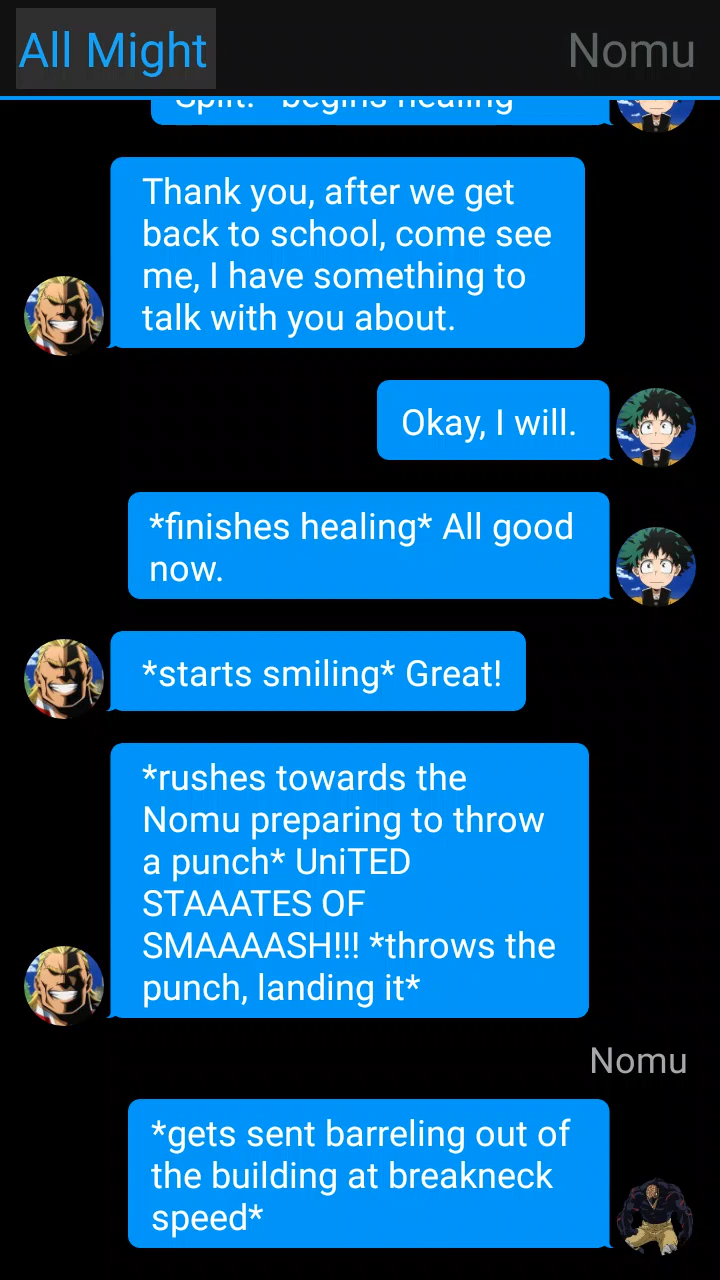 All Might
Nomu
Split! *begins healing*
Thank you, after we get
back to school, come see
me, I have something to
talk with you about.
Okay, I will.
*finishes healing* All good
now.
*starts smiling* Great!
*rushes towards the
Nomu preparing to throw
a punch* UniTED
STAAATES OF
SMAAAASH!!! *throws the
punch, landing it*
Nomu
*gets sent barreling out of
the building at breakneck
speed*